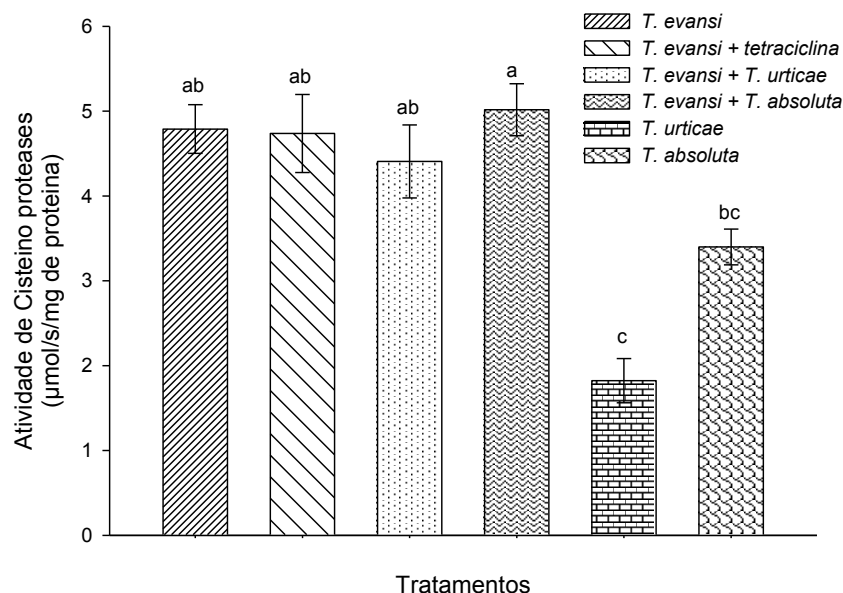 Atividade de Cisteino proteases
(µmol/s/mg de proteina)
6
5
4
3
2
1
0
ab
ab
ab
a
c
bc
T. evansi
T. evansi + tetraciclina
T. evansi + T. urticae
T. evansi + T. absoluta
T. urticae
T. absoluta
Tratamentos